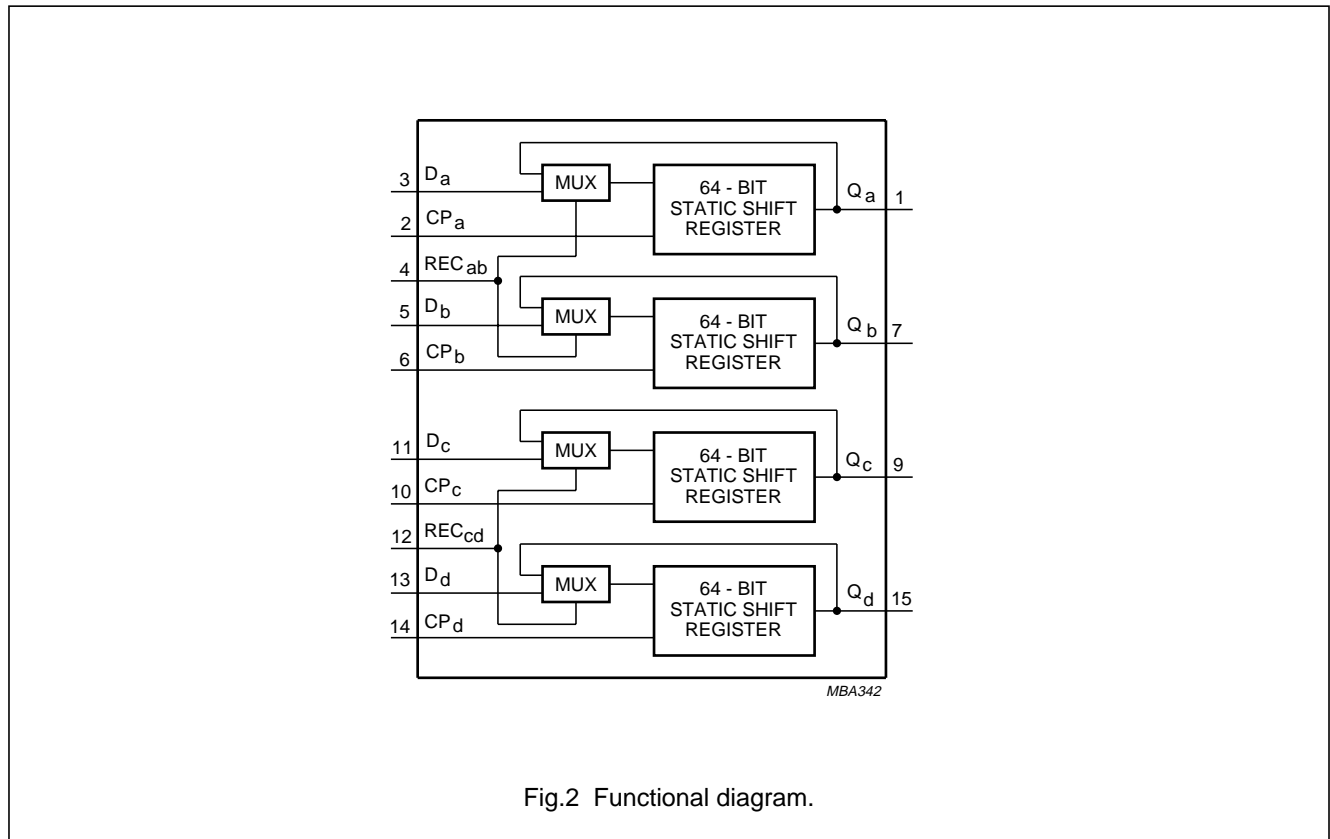 3 Da
MUX
64 - BIT
STATIC SHIFT
REGISTER
Qa 1
2 CPa
4 RECab
5 Db
MUX
64 - BIT
STATIC SHIFT
REGISTER
Qb 7
6 CPb
11 Dc
MUX
64 - BIT
STATIC SHIFT
REGISTER
Qc 9
10 CPc
12 RECcd
13 Dd
MUX
64 - BIT
STATIC SHIFT
REGISTER
Qd 15
14 CPd
MBA342
Fig.2 Functional diagram.